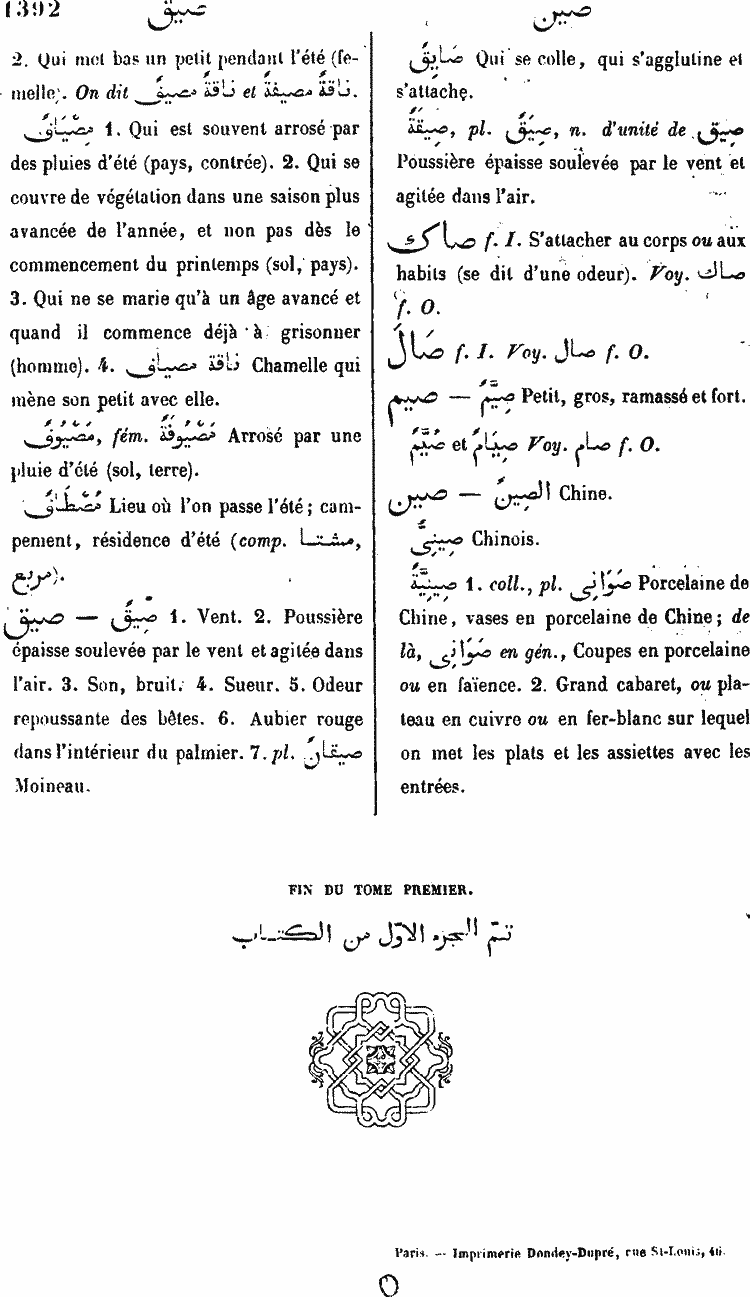 1392 صيق صين
2. Qui met bas un petit pendant l'été (fe-
melle). On dit ناقةٌ مصيفٌ et ناقةٌ مصيفةٌ.
مِصْيَافٌ 1. Qui est souvent arrosé par
des pluies d'été (pays, contrée). 2. Qui se
couvre de végétation dans une saison plus
avancée de l'année, et non pas dès le
commencement du printemps (sol, pays).
3. Qui ne se marie qu'à un âge avancé et
quand il commence déjà à grisonner
(homme). 4. ناقة مصياف Chamelle qui
mène son petit avec elle.
مَصْيُوفٌ, fém. مَصْيُوفَةٌ Arrosé par une
pluie d'été (sol, terre).
مُصْطَافٌ Lieu où l'on passe l'été; cam-
pement, résidence d'été (comp. مشتا,
مربع).
صيق — صِيقٌ 1. Vent. 2. Poussière
épaisse soulevée par le vent et agitée dans
l'air. 3. Son, bruit. 4. Sueur. 5. Odeur
repoussante des bêtes. 6. Aubier rouge
dans l'intérieur du palmier. 7. pl. صيقانٌ
Moineau.
صَايِقٌ Qui se colle, qui s'agglutine et
s'attache.
صِيقَةٌ, pl. صِيَقٌ, n. d'unité de صيق
Poussière épaisse soulevée par le vent et
agitée dans l'air.
صاك f. I. S'attacher au corps ou aux
habits (se dit d'une odeur). Voy. صاك
f. O.
صَالَ f. I. Voy. صال f. O.
صيم — صِيَمٌّ Petit, gros, ramassé et fort.
صُيَّمٌ et صِيَامٌ Voy. صام f. O.
صين — الصِينُ Chine.
صِينِىٌّ Chinois.
صِينِيَّةٌ 1. coll., pl. صَوَانِى Porcelaine de
Chine, vases en porcelaine de Chine; de
là, صَوَانِى en gén., Coupes en porcelaine
ou en faïence. 2. Grand cabaret, ou pla-
teau en cuivre ou en fer-blanc sur lequel
on met les plats et les assiettes avec les
entrées.
FIN DU TOME PREMIER.
تمّ الجزء الاوّل من الكتاب
Paris. — Imprimerie Dondey-Dupré, rue St-Louis, 46.